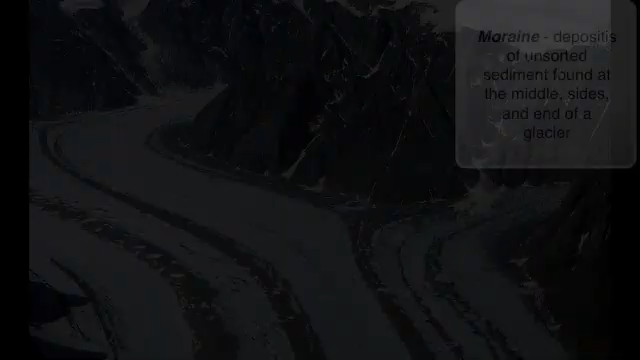 Moraine - deposits
of unsorted
sediment found at
the middle, sides,
and end of a
glacier